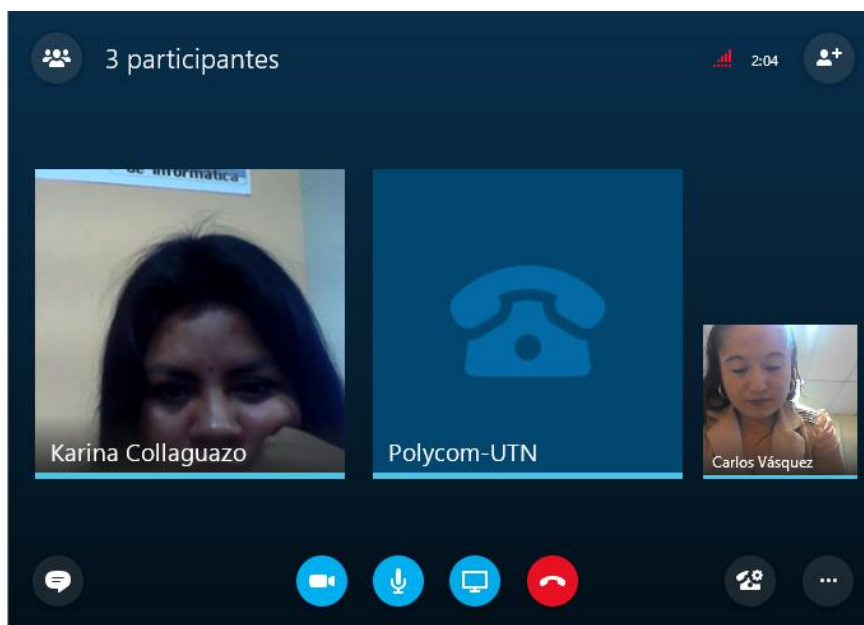 3 participantes
2:04
de Informática
Karina Collaguazo
Polycom-UTN
Carlos Vásquez